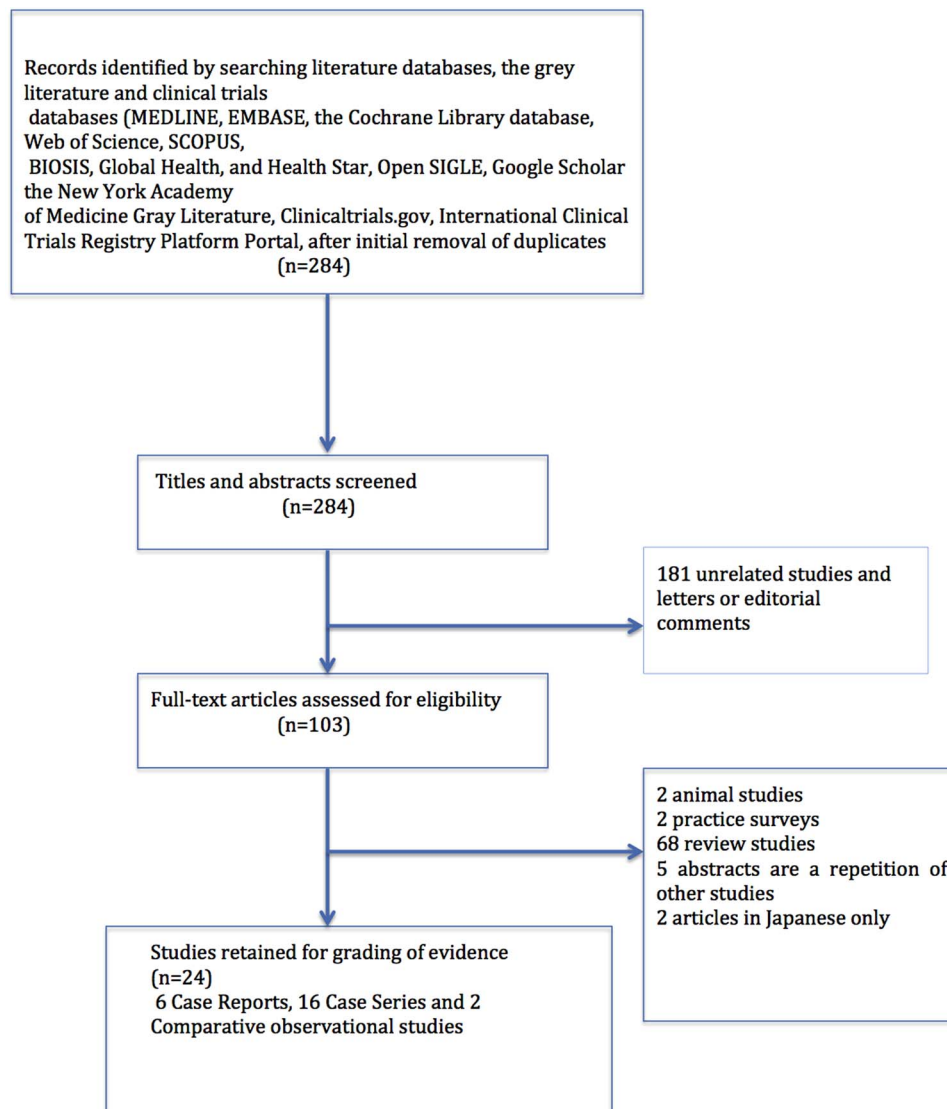 Records identified by searching literature databases, the grey
literature and clinical trials
databases (MEDLINE, EMBASE, the Cochrane Library database,
Web of Science, SCOPUS,
BIOSIS, Global Health, and Health Star, Open SIGLE, Google Scholar
the New York Academy
of Medicine Gray Literature, Clinicaltrials.gov, International Clinical
Trials Registry Platform Portal, after initial removal of duplicates
(n=284)
Titles and abstracts screened
(n=284)
181 unrelated studies and
letters or editorial
comments
Full-text articles assessed for eligibility
(n=103)
2 animal studies
2 practice surveys
68 review studies
5 abstracts are a repetition of
other studies
2 articles in Japanese only
Studies retained for grading of evidence
(n=24)
6 Case Reports, 16 Case Series and 2
Comparative observational studies